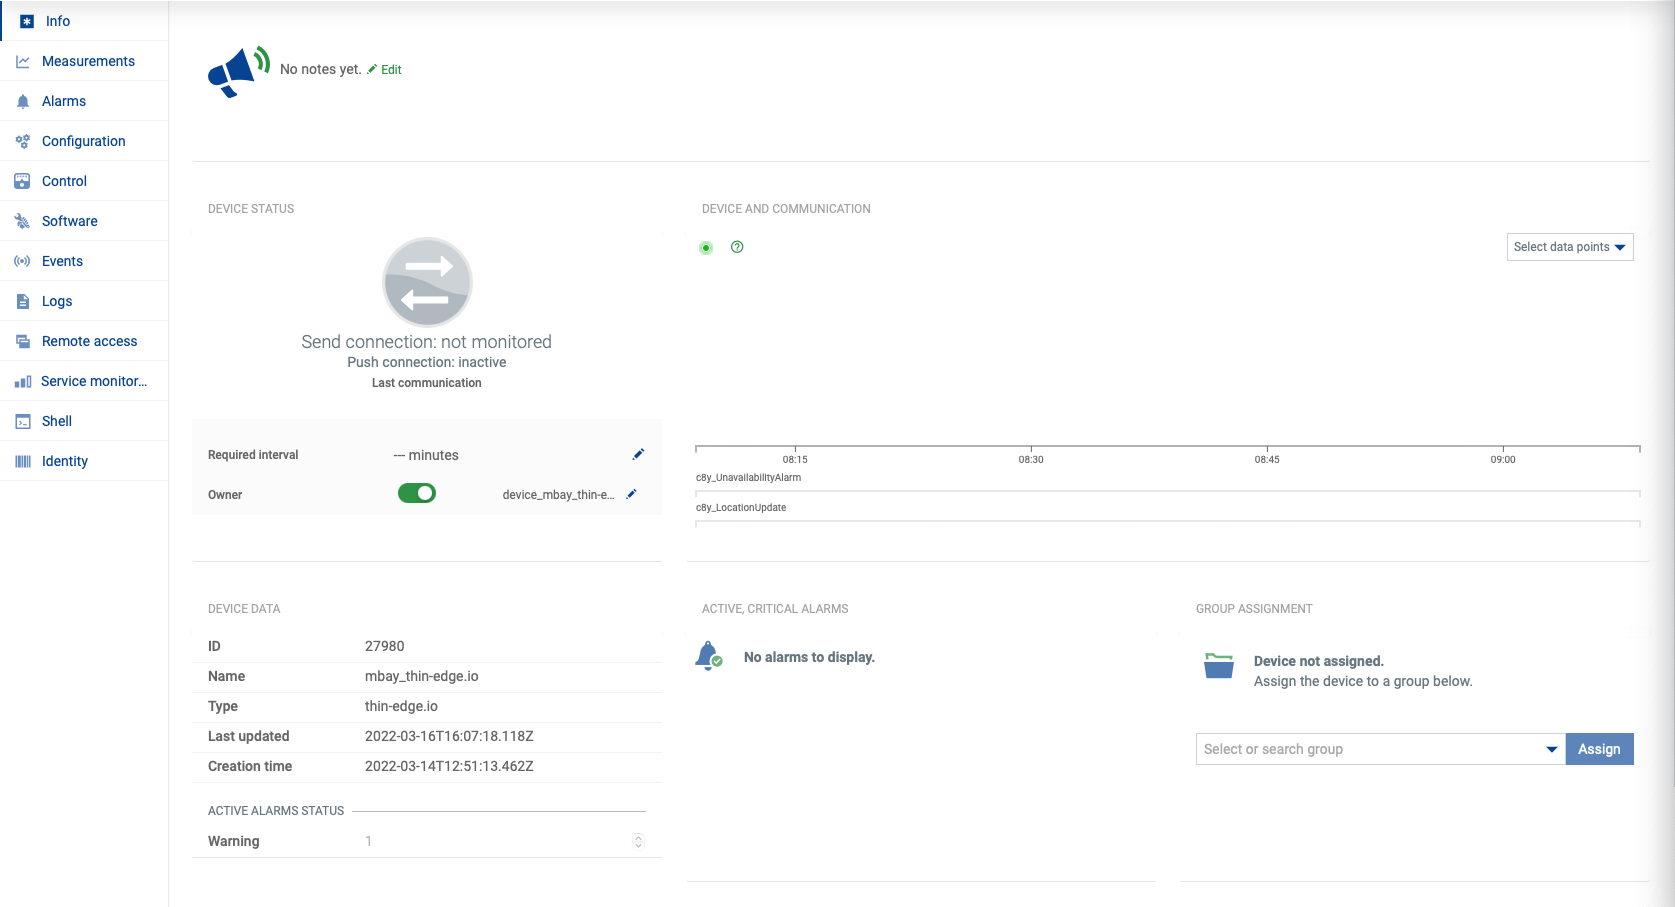 Info
Measurements
Alarms
Configuration
Control
Software
Events
Logs
Remote access
Service monitor...
Shell
Identity
No notes yet. Edit
DEVICE STATUS
Send connection: not monitored
Push connection: inactive
Last communication
Required interval --- minutes
Owner device_mbay_thin-e...
DEVICE AND COMMUNICATION
Select data points
08:15 08:30 08:45 09:00
c8y_UnavailabilityAlarm
c8y_LocationUpdate
DEVICE DATA
ID 27980
Name mbay_thin-edge.io
Type thin-edge.io
Last updated 2022-03-16T16:07:18.118Z
Creation time 2022-03-14T12:51:13.462Z
ACTIVE ALARMS STATUS
Warning 1
ACTIVE, CRITICAL ALARMS
No alarms to display.
GROUP ASSIGNMENT
Device not assigned.
Assign the device to a group below.
Select or search group Assign